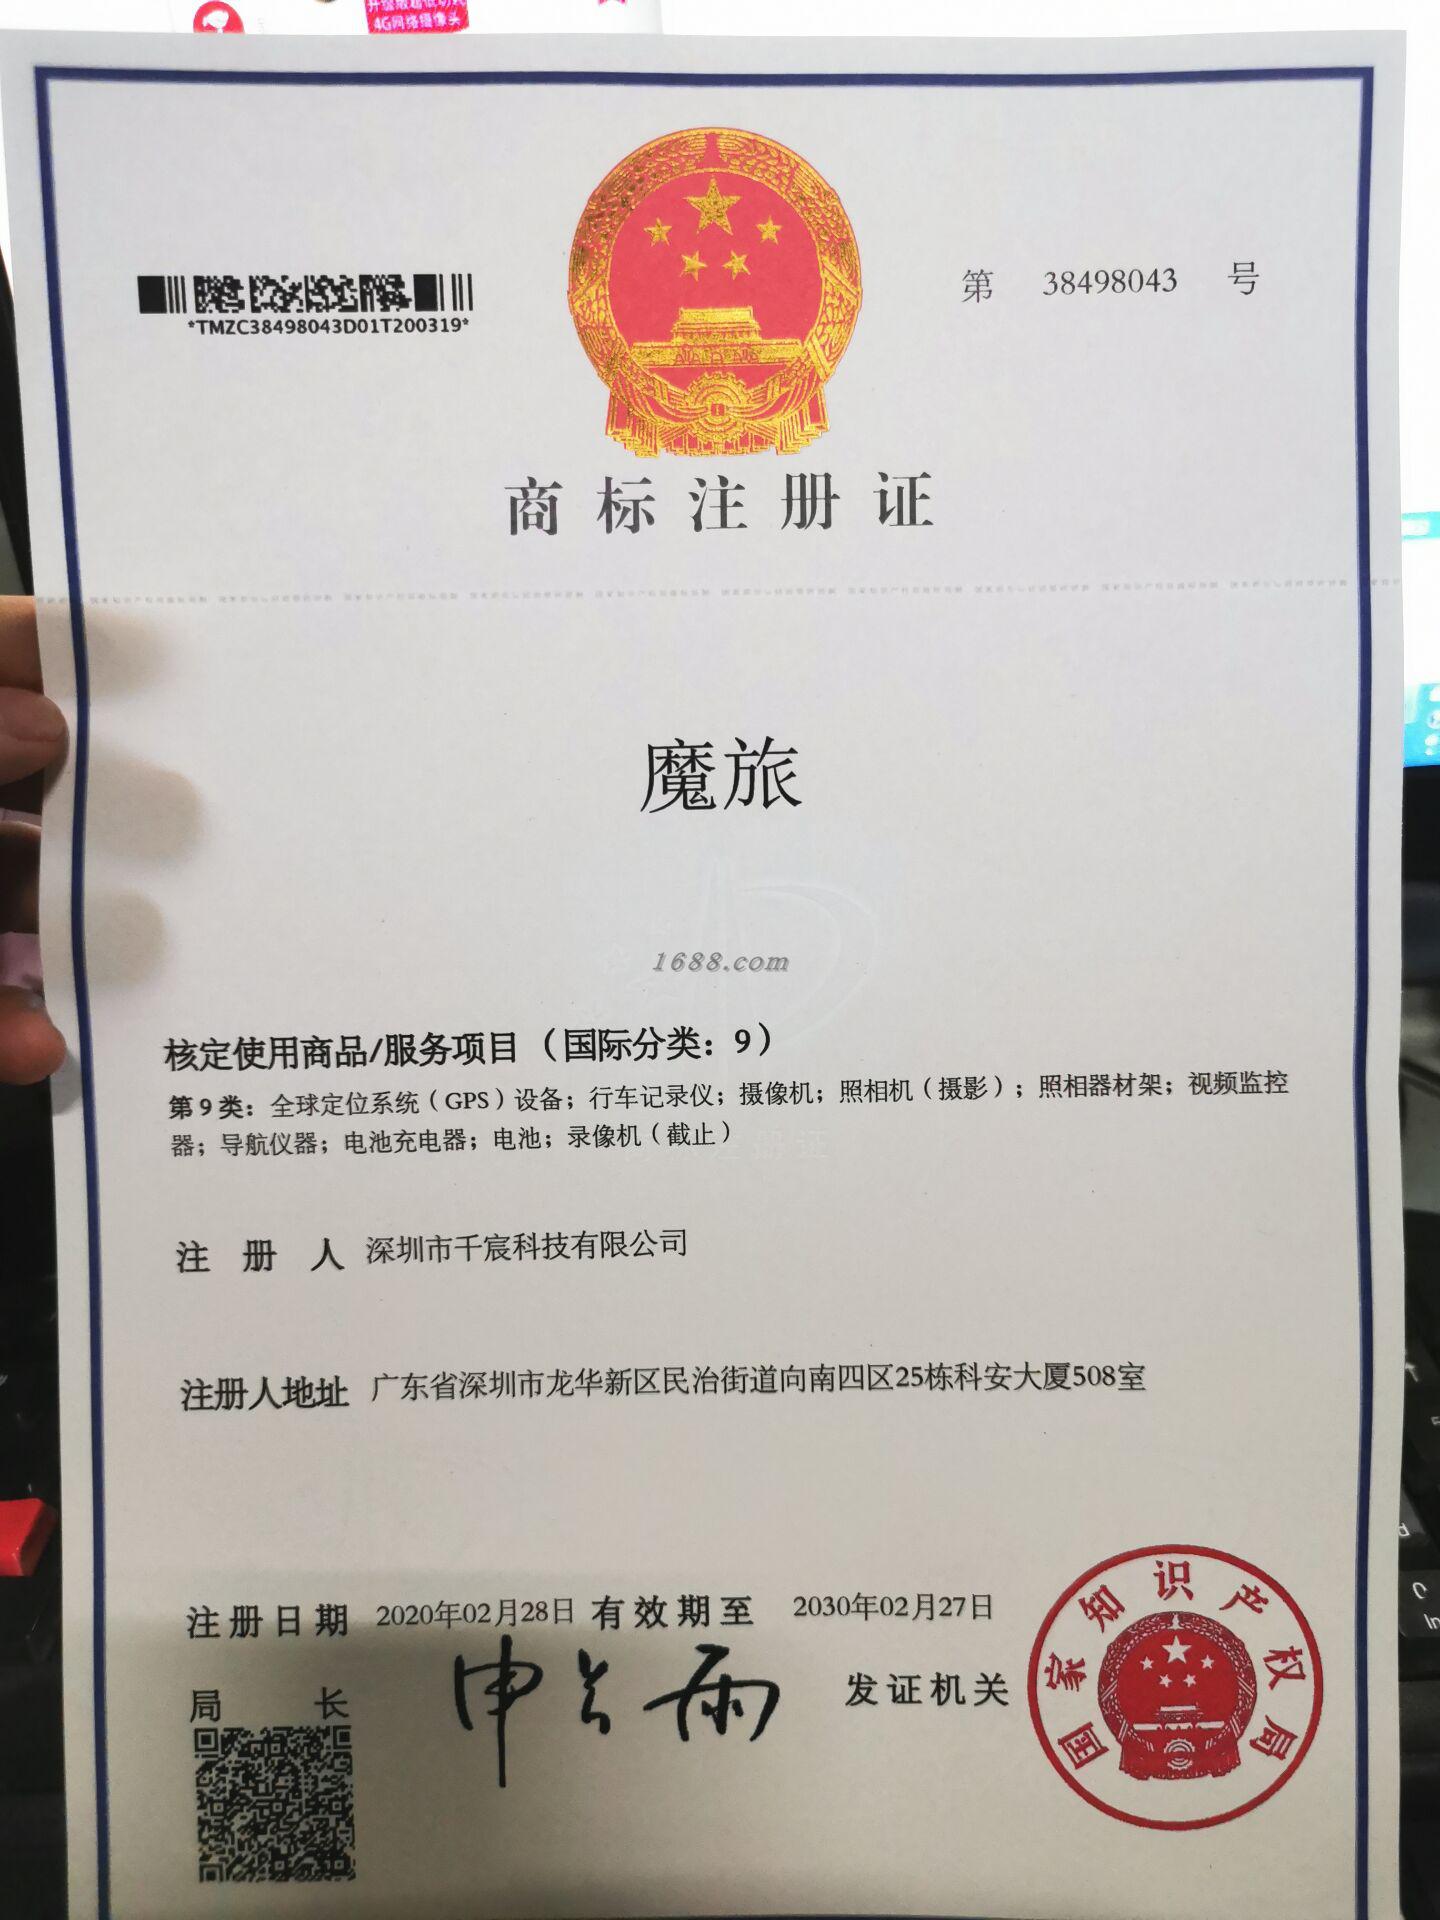 4G网络摄像头
*TMZC38498043D01T200319*
第 38498043 号
商标注册证
魔旅
1688.com
核定使用商品/服务项目（国际分类：9）
第9类：全球定位系统（GPS）设备；行车记录仪；摄像机；照相机（摄影）；照相器材架；视频监控
器；导航仪器；电池充电器；电池；录像机（截止）
注册人 深圳市千宸科技有限公司
注册人地址 广东省深圳市龙华新区民治街道向南四区25栋科安大厦508室
注册日期 2020年02月28日 有效期至 2030年02月27日
局长 申长雨 发证机关
国家知识产权局